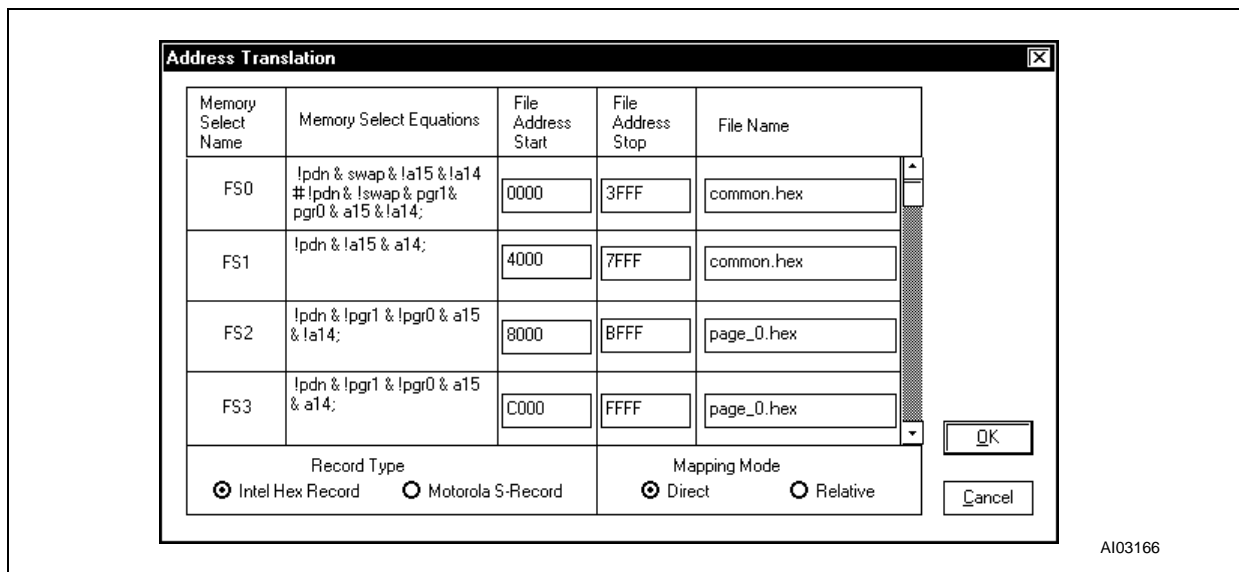 Address Translation
Memory
Select
Name
Memory Select Equations
File
Address
Start
File
Address
Stop
File Name
FS0
!pdn & swap & !a15 & !a14
# !pdn & !swap & pgr1 &
pgr0 & a15 & !a14;
0000
3FFF
common.hex
FS1
!pdn & !a15 & a14;
4000
7FFF
common.hex
FS2
!pdn & !pgr1 & !pgr0 & a15
& !a14;
8000
BFFF
page_0.hex
FS3
!pdn & !pgr1 & !pgr0 & a15
& a14;
C000
FFFF
page_0.hex
Record Type
Intel Hex Record
Motorola S-Record
Mapping Mode
Direct
Relative
OK
Cancel
AI03166